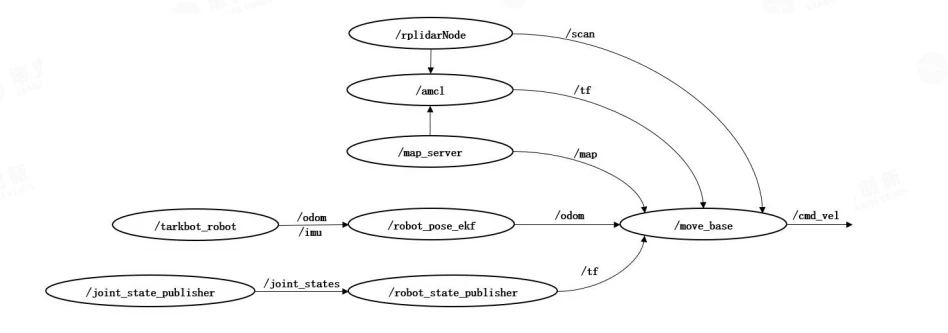 /rplidarNode
/scan
/amcl
/tf
/map_server
/map
/tarkbot_robot
/odom
/imu
/robot_pose_ekf
/odom
/move_base
/cmd_vel
/joint_state_publisher
/joint_states
/robot_state_publisher
/tf